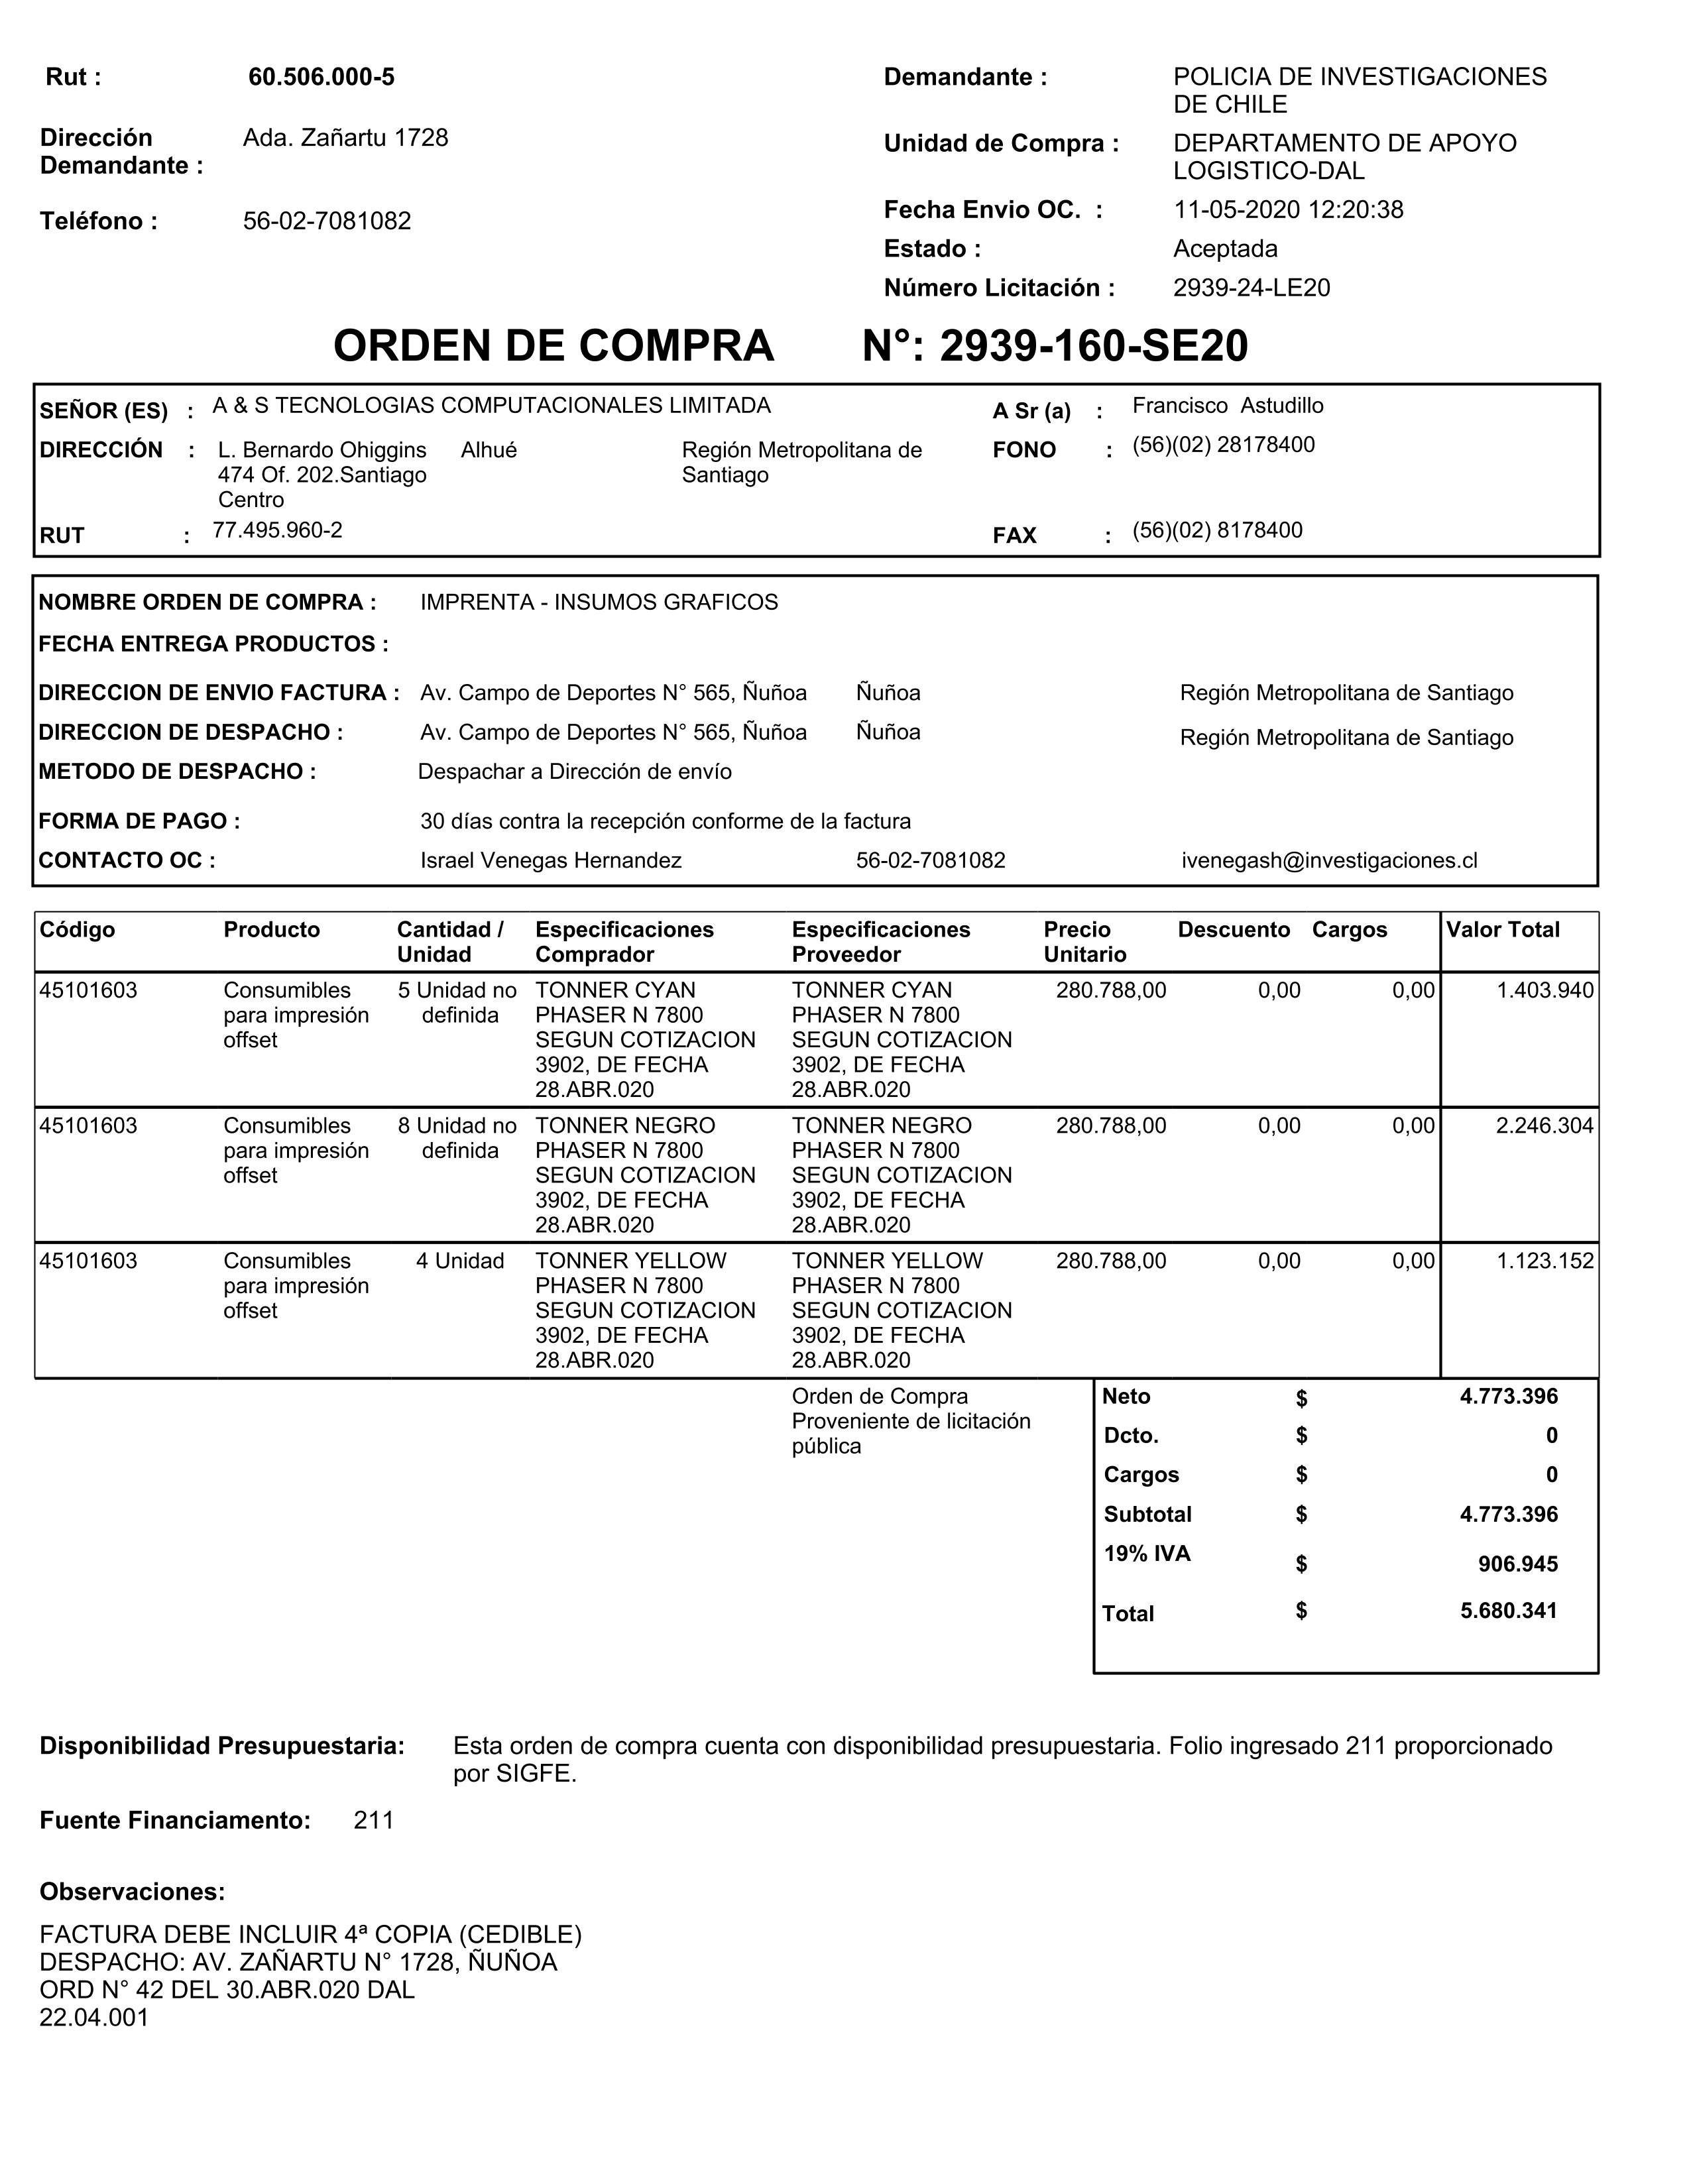 Rut :
60.506.000-5
Dirección
Demandante :
Ada. Zañartu 1728
Teléfono :
56-02-7081082
Demandante :
POLICIA DE INVESTIGACIONES
DE CHILE
Unidad de Compra :
DEPARTAMENTO DE APOYO
LOGISTICO-DAL
Fecha Envio OC. :
11-05-2020 12:20:38
Estado :
Aceptada
Número Licitación :
2939-24-LE20
ORDEN DE COMPRA N°: 2939-160-SE20
SEÑOR (ES) : A & S TECNOLOGIAS COMPUTACIONALES LIMITADA
A Sr (a) : Francisco Astudillo
DIRECCIÓN :
L. Bernardo Ohiggins
474 Of. 202.Santiago
Centro
Alhué
Región Metropolitana de
Santiago
FONO : (56)(02) 28178400
RUT : 77.495.960-2
FAX : (56)(02) 8178400
NOMBRE ORDEN DE COMPRA : IMPRENTA - INSUMOS GRAFICOS
FECHA ENTREGA PRODUCTOS :
DIRECCION DE ENVIO FACTURA : Av. Campo de Deportes N° 565, Ñuñoa Ñuñoa Región Metropolitana de Santiago
DIRECCION DE DESPACHO : Av. Campo de Deportes N° 565, Ñuñoa Ñuñoa Región Metropolitana de Santiago
METODO DE DESPACHO : Despachar a Dirección de envío
FORMA DE PAGO : 30 días contra la recepción conforme de la factura
CONTACTO OC : Israel Venegas Hernandez 56-02-7081082 ivenegash@investigaciones.cl
Código
Producto
Cantidad /
Unidad
Especificaciones
Comprador
Especificaciones
Proveedor
Precio
Unitario
Descuento
Cargos
Valor Total
45101603
Consumibles
para impresión
offset
5 Unidad no
definida
TONNER CYAN
PHASER N 7800
SEGUN COTIZACION
3902, DE FECHA
28.ABR.020
TONNER CYAN
PHASER N 7800
SEGUN COTIZACION
3902, DE FECHA
28.ABR.020
280.788,00
0,00
0,00
1.403.940
45101603
Consumibles
para impresión
offset
8 Unidad no
definida
TONNER NEGRO
PHASER N 7800
SEGUN COTIZACION
3902, DE FECHA
28.ABR.020
TONNER NEGRO
PHASER N 7800
SEGUN COTIZACION
3902, DE FECHA
28.ABR.020
280.788,00
0,00
0,00
2.246.304
45101603
Consumibles
para impresión
offset
4 Unidad
TONNER YELLOW
PHASER N 7800
SEGUN COTIZACION
3902, DE FECHA
28.ABR.020
TONNER YELLOW
PHASER N 7800
SEGUN COTIZACION
3902, DE FECHA
28.ABR.020
280.788,00
0,00
0,00
1.123.152
Orden de Compra
Proveniente de licitación
pública
Neto $ 4.773.396
Dcto. $ 0
Cargos $ 0
Subtotal $ 4.773.396
19% IVA $ 906.945
Total $ 5.680.341
Disponibilidad Presupuestaria: Esta orden de compra cuenta con disponibilidad presupuestaria. Folio ingresado 211 proporcionado
por SIGFE.
Fuente Financiamento: 211
Observaciones:
FACTURA DEBE INCLUIR 4ª COPIA (CEDIBLE)
DESPACHO: AV. ZAÑARTU N° 1728, ÑUÑOA
ORD N° 42 DEL 30.ABR.020 DAL
22.04.001